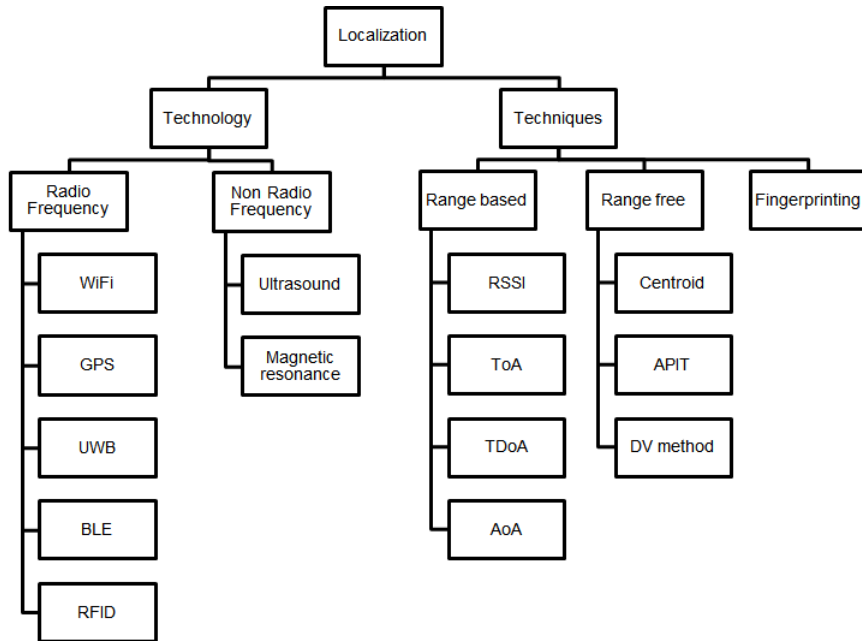 Localization
Technology
Techniques
Radio
Frequency
Non Radio
Frequency
Range based
Range free
Fingerprinting
WiFi
Ultrasound
RSSI
Centroid
GPS
Magnetic
resonance
ToA
APIT
UWB
TDoA
DV method
BLE
AoA
RFID